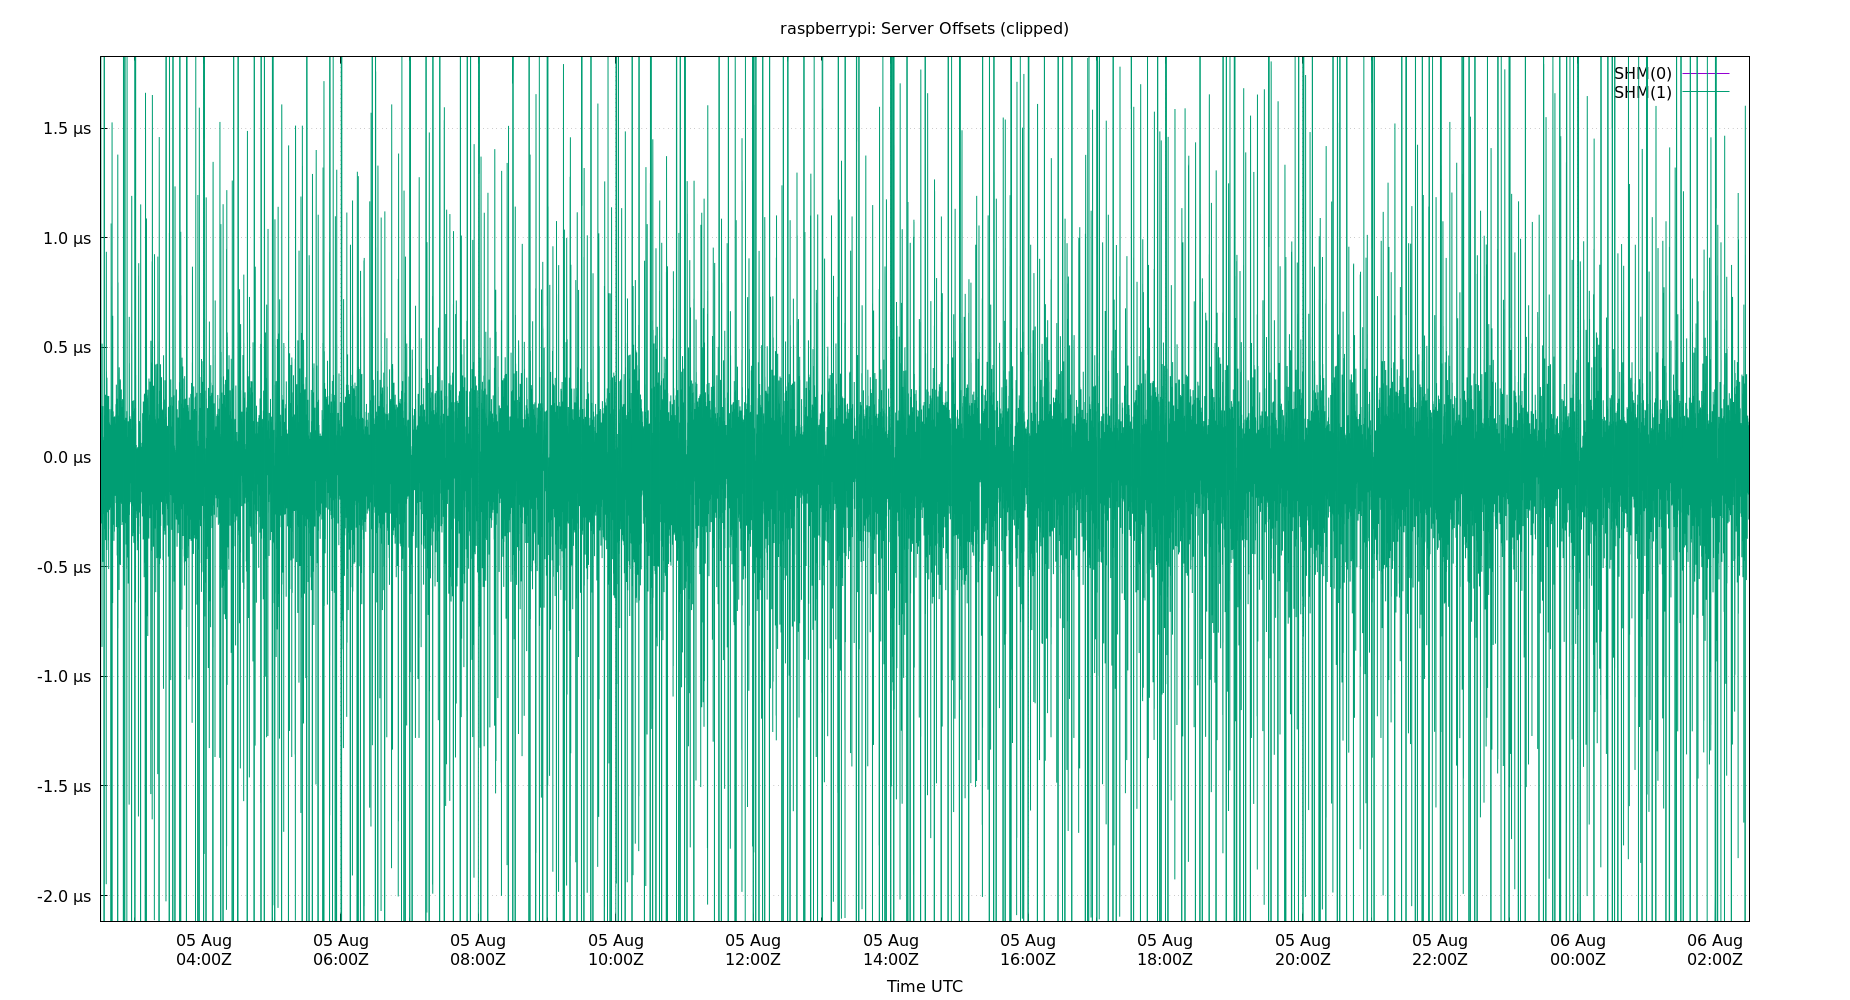 raspberrypi: Server Offsets (clipped)
SHM(0)
SHM(1)
1.5 µs
1.0 µs
0.5 µs
0.0 µs
-0.5 µs
-1.0 µs
-1.5 µs
-2.0 µs
05 Aug 05 Aug 05 Aug 05 Aug 05 Aug 05 Aug 05 Aug 05 Aug 05 Aug 05 Aug 06 Aug 06 Aug
04:00Z 06:00Z 08:00Z 10:00Z 12:00Z 14:00Z 16:00Z 18:00Z 20:00Z 22:00Z 00:00Z 02:00Z
Time UTC